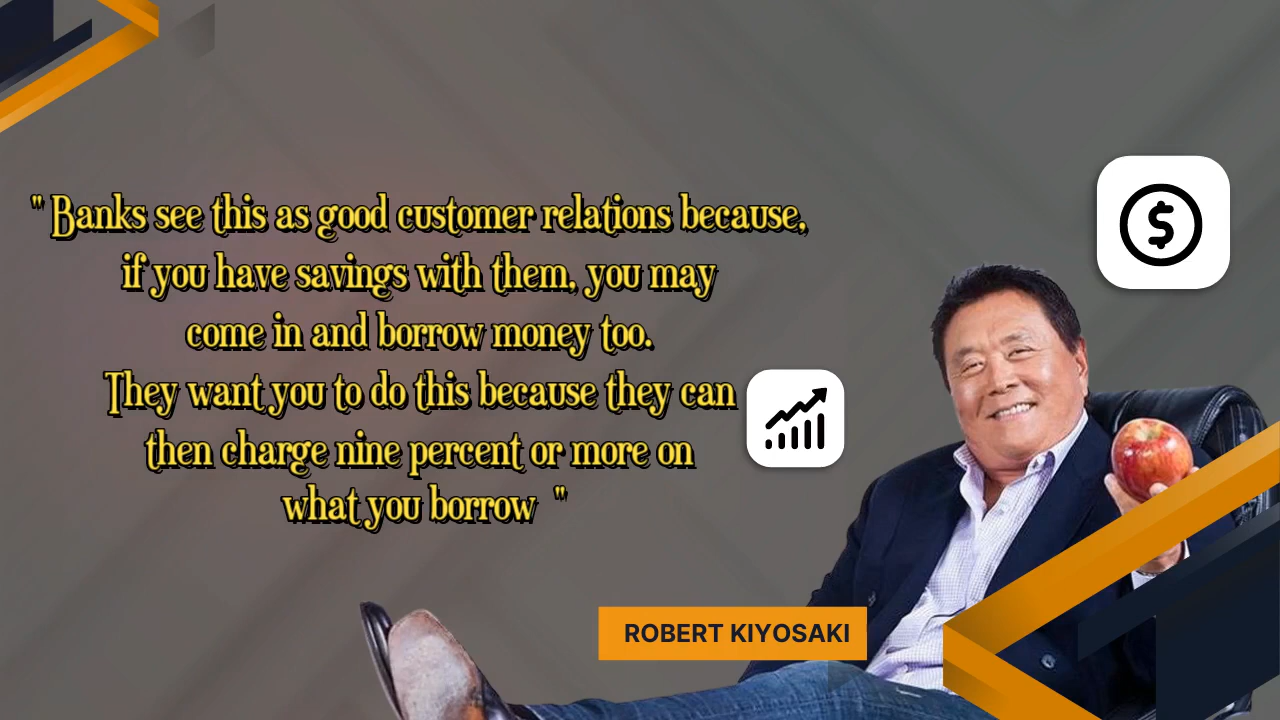 " Banks see this as good customer relations because,
if you have savings with them, you may
come in and borrow money too.
They want you to do this because they can
then charge nine percent or more on
what you borrow "
$
ROBERT KIYOSAKI